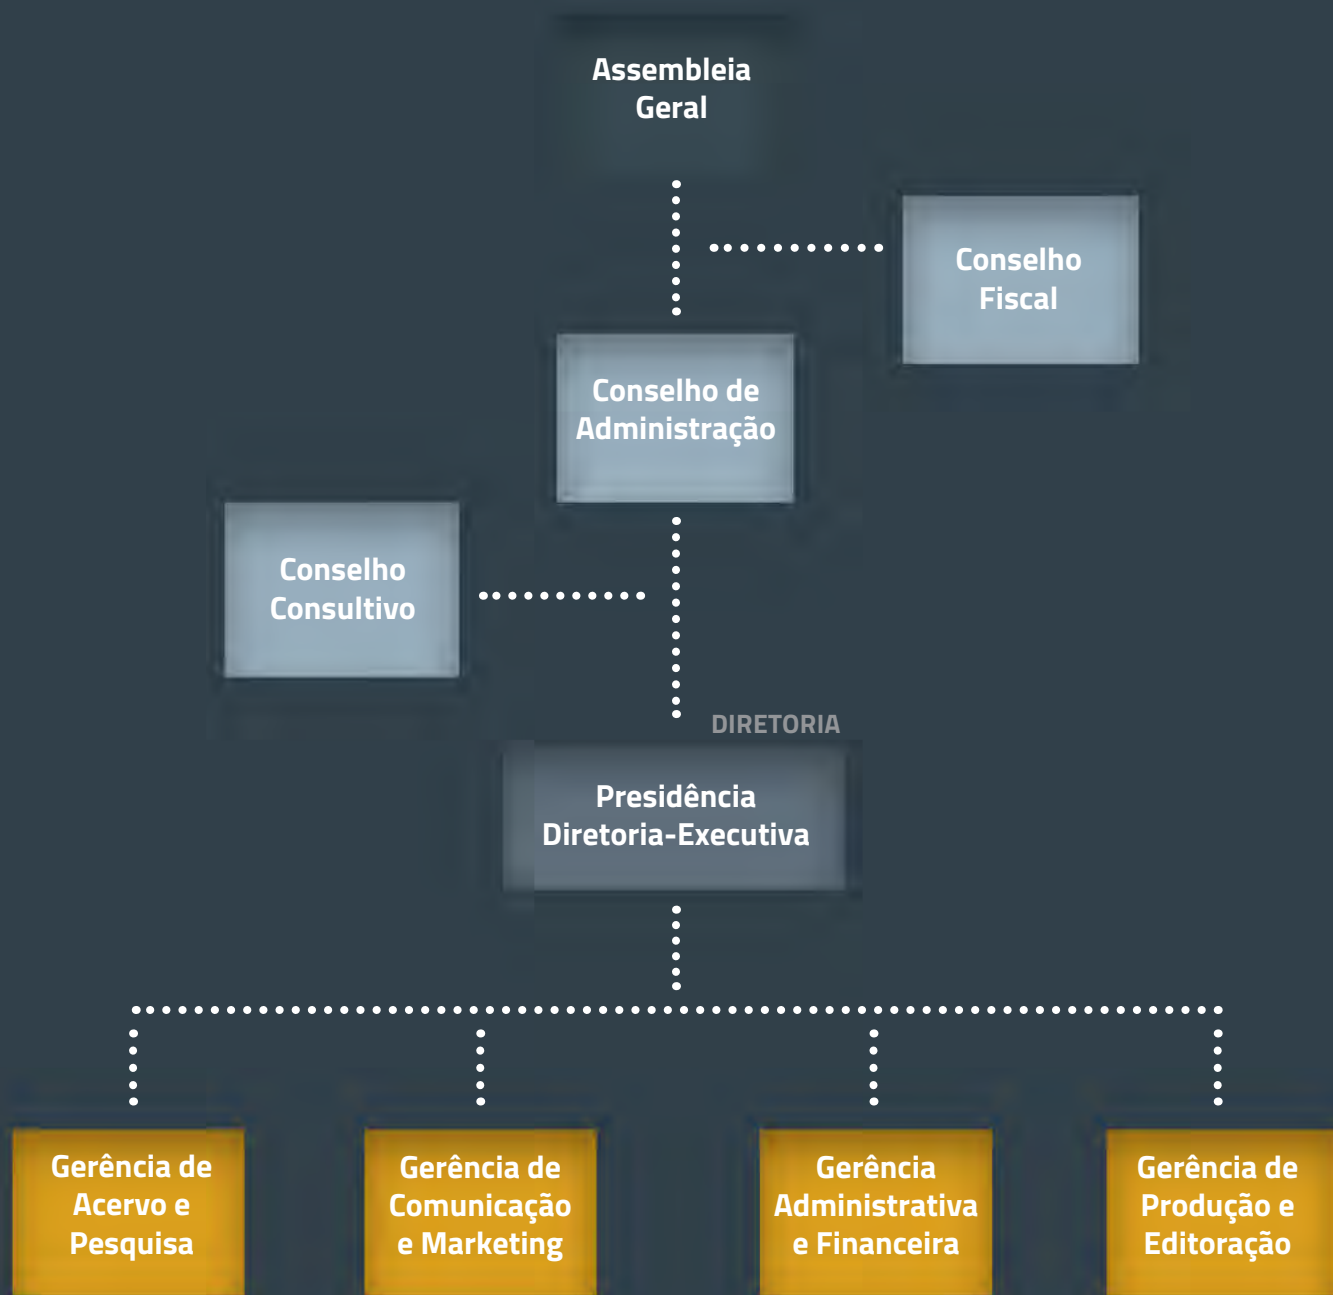 Assembleia
Geral
Conselho
Fiscal
Conselho de
Administração
Conselho
Consultivo
DIRETORIA
Presidência
Diretoria-Executiva
Gerência de
Acervo e
Pesquisa
Gerência de
Comunicação
e Marketing
Gerência
Administrativa
e Financeira
Gerência de
Produção e
Editoração